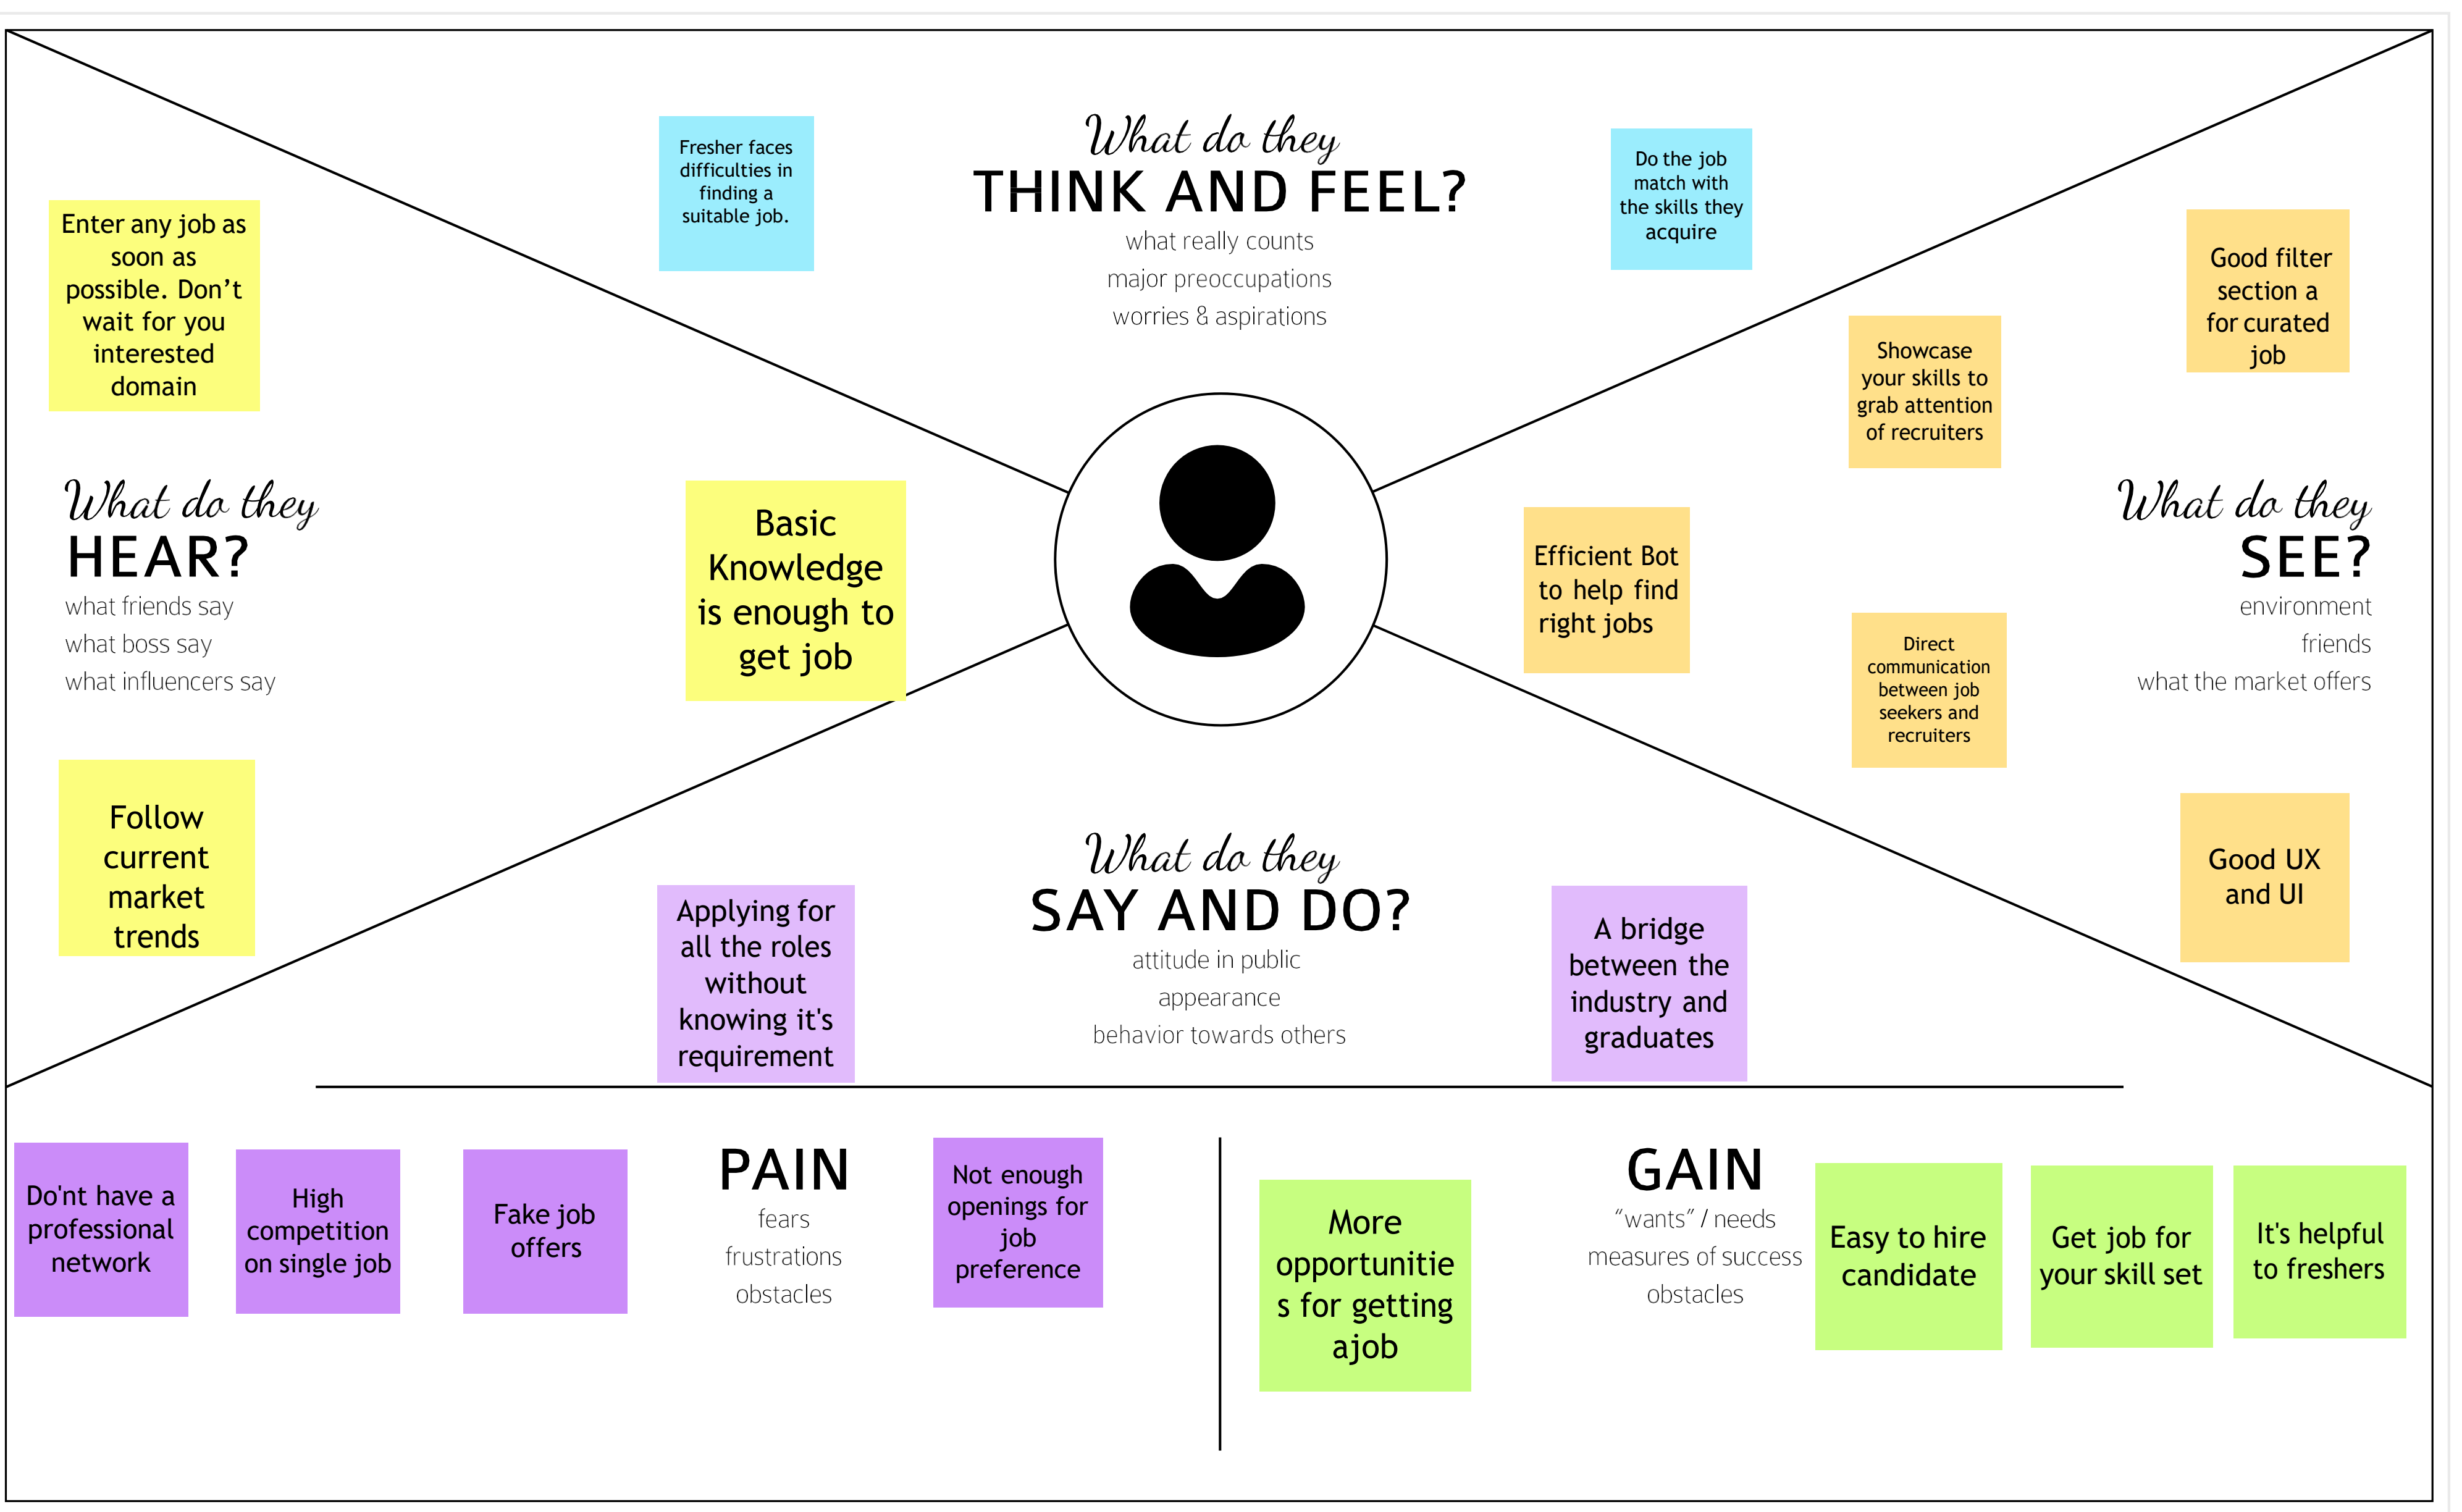 What do they
THINK AND FEEL?
what really counts
major preoccupations
worries & aspirations
Fresher faces
difficulties in
finding a
suitable job.
Do the job
match with
the skills they
acquire
Enter any job as
soon as
possible. Don’t
wait for you
interested
domain
What do they
HEAR?
what friends say
what boss say
what influencers say
Basic
Knowledge
is enough to
get job
Follow
current
market
trends
Good filter
section a
for curated
job
Showcase
your skills to
grab attention
of recruiters
Efficient Bot
to help find
right jobs
What do they
SEE?
environment
friends
what the market offers
Direct
communication
between job
seekers and
recruiters
Good UX
and UI
What do they
SAY AND DO?
attitude in public
appearance
behavior towards others
Applying for
all the roles
without
knowing it's
requirement
A bridge
between the
industry and
graduates
Do'nt have a
professional
network
High
competition
on single job
Fake job
offers
PAIN
fears
frustrations
obstacles
Not enough
openings for
job
preference
More
opportunitie
s for getting
ajob
GAIN
“wants” / needs
measures of success
obstacles
Easy to hire
candidate
Get job for
your skill set
It's helpful
to freshers